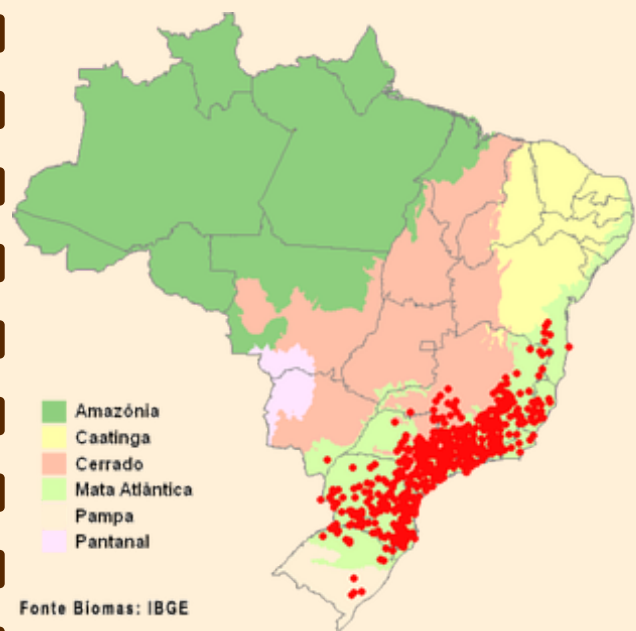 Amazônia
Caatinga
Cerrado
Mata Atlântica
Pampa
Pantanal
Fonte Biomas: IBGE